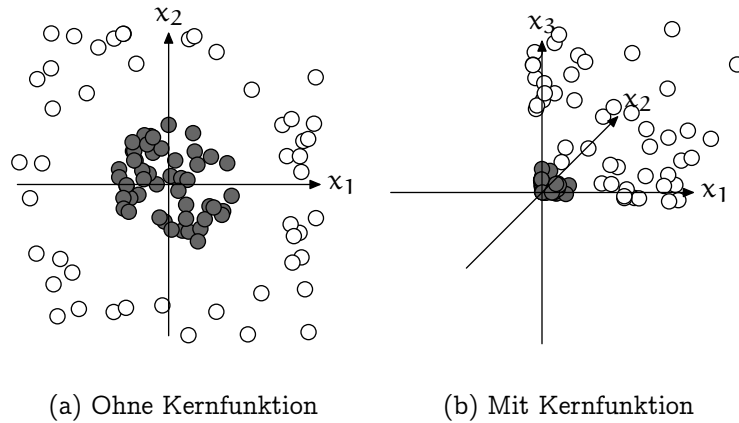 x₂
x₁
x₃
x₂
x₁
(a) Ohne Kernfunktion
(b) Mit Kernfunktion